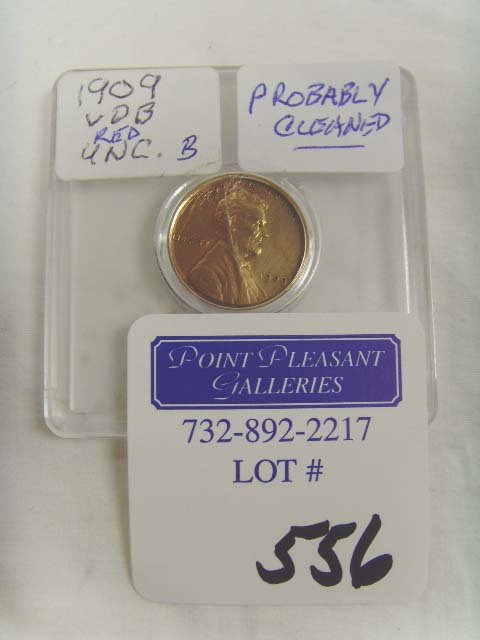 1909
VDB
RED
UNC. B
PROBABLY
CLEANED
LIBERTY
1909
POINT PLEASANT
GALLERIES
732-892-2217
LOT #
556